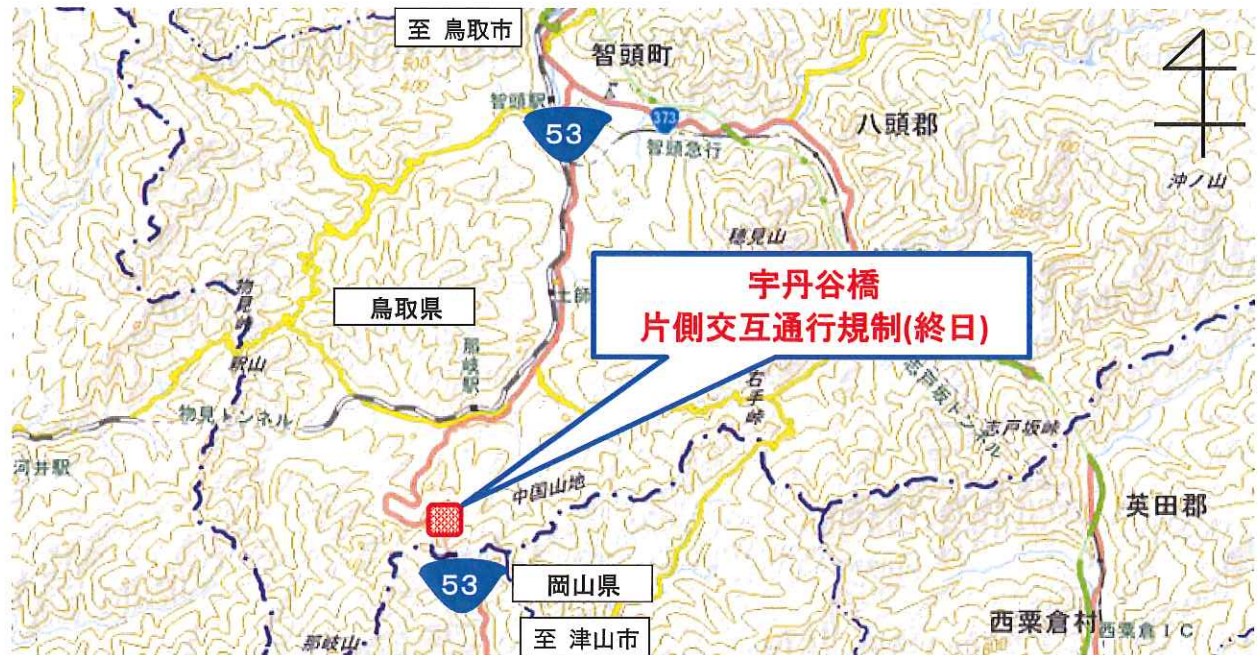 至 鳥取市
智頭町
500
400
智頭駅
53
373
智頭急行
八頭郡
沖ノ山
穂見山
宇丹谷橋
片側交互通行規制(終日)
鳥取県
土師
物見峠
那岐駅
駅山
物見トンネル
河井駅
右手峠
志戸坂トンネル
志戸坂峠
中国山地
英田郡
53
岡山県
那岐山
至 津山市
西粟倉村
西粟倉IC